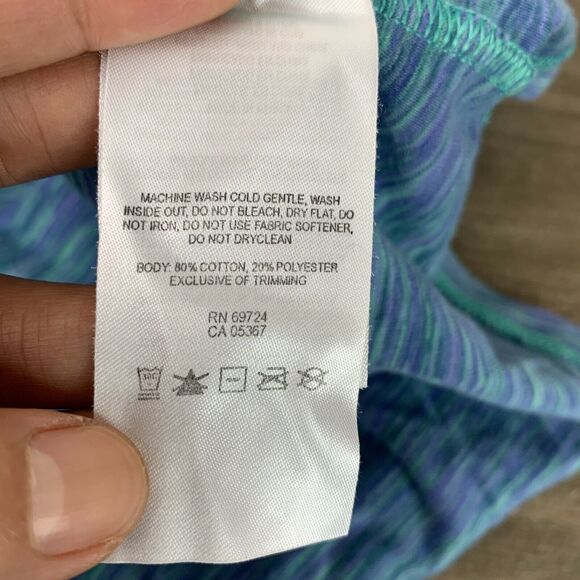 MACHINE WASH COLD GENTLE, WASH
INSIDE OUT, DO NOT BLEACH, DRY FLAT, DO
NOT IRON, DO NOT USE FABRIC SOFTENER,
DO NOT DRYCLEAN
BODY: 80% COTTON, 20% POLYESTER
EXCLUSIVE OF TRIMMING
RN 69724
CA 05367
30C